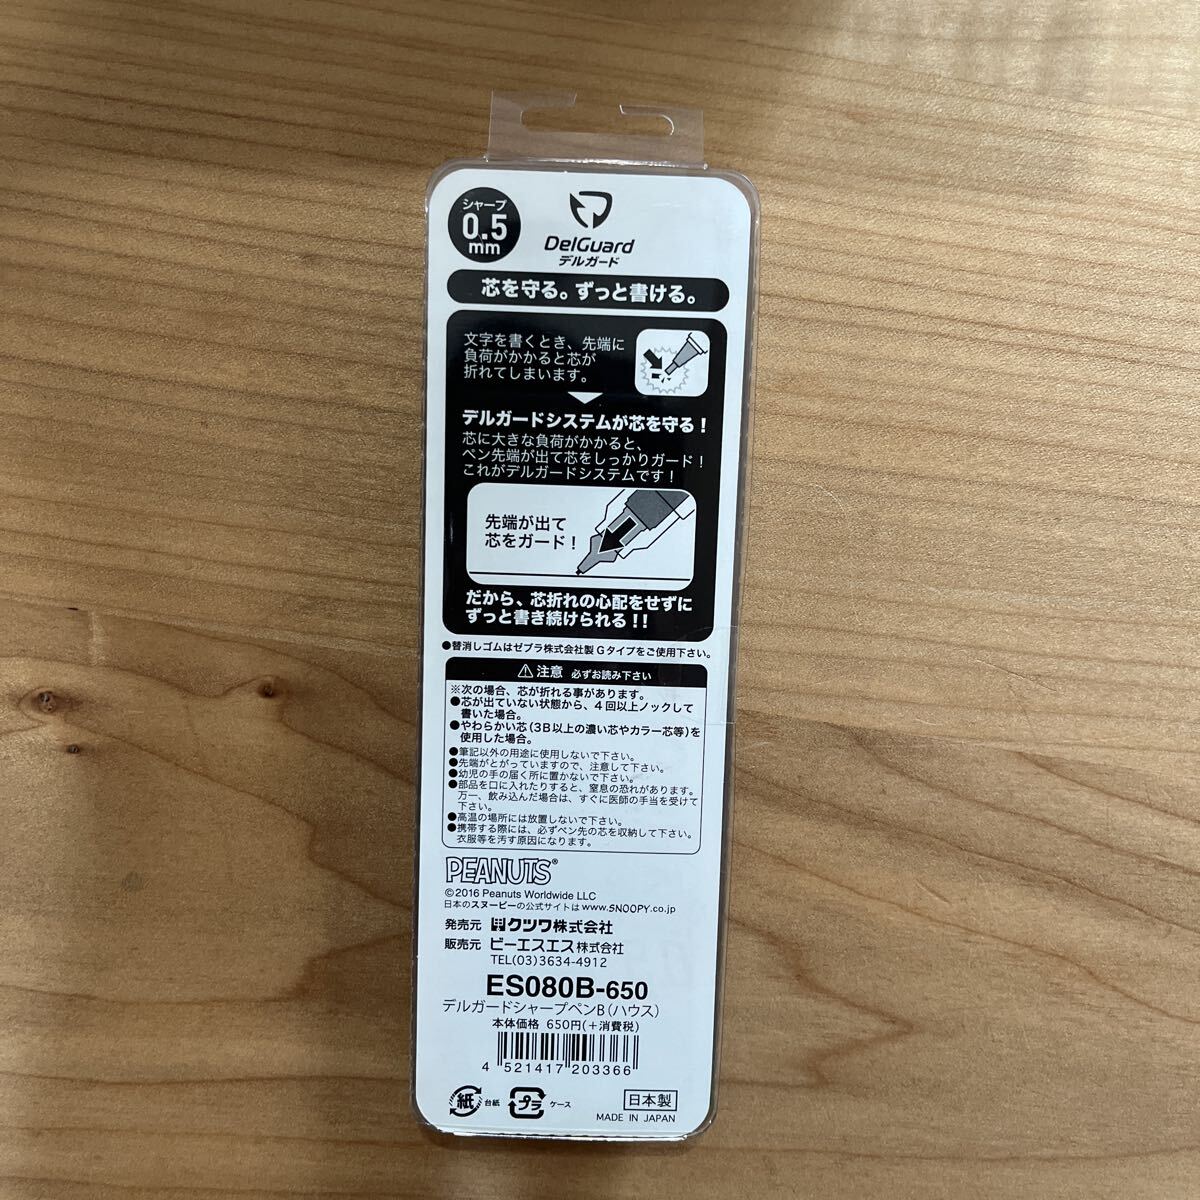 シャープ
0.5
mm
DelGuard
デルガード
芯を守る。ずっと書ける。
文字を書くとき、先端に
負荷がかかると芯が
折れてしまいます。
デルガードシステムが芯を守る！
芯に大きな負荷がかかると、
ペン先端が出て芯をしっかりガード！
これがデルガードシステムです！
先端が出て
芯をガード！
だから、芯折れの心配をせずに
ずっと書き続けられる！！
●替消しゴムはゼブラ株式会社製 Gタイプをご使用下さい。
⚠注意 必ずお読み下さい
※次の場合、芯が折れる事があります。
●芯が出ていない状態から、4回以上ノックして
書いた場合。
●やわらかい芯（3B以上の濃い芯やカラー芯等）を
使用した場合。
●筆記以外の用途に使用しないで下さい。
●先端がとがっていますので、注意して下さい。
●幼児の手の届く所に置かないで下さい。
●部品を口に入れたりすると、窒息の恐れがあります。
万一、飲み込んだ場合は、すぐに医師の手当を受けて
下さい。
●高温の場所には放置しないで下さい。
●携帯する際には、必ずペン先の芯を収納して下さい。
衣服等を汚す原因になります。
PEANUTS®
©2016 Peanuts Worldwide LLC
日本のスヌーピーの公式サイトはwww.SNOOPY.co.jp
発売元 クツワ株式会社
販売元 ビーエスエス株式会社
TEL(03)3634-4912
ES080B-650
デルガードシャープペンB（ハウス）
本体価格 650円(＋消費税)
4 521417 203366
紙 台紙 プラ ケース 日本製
MADE IN JAPAN